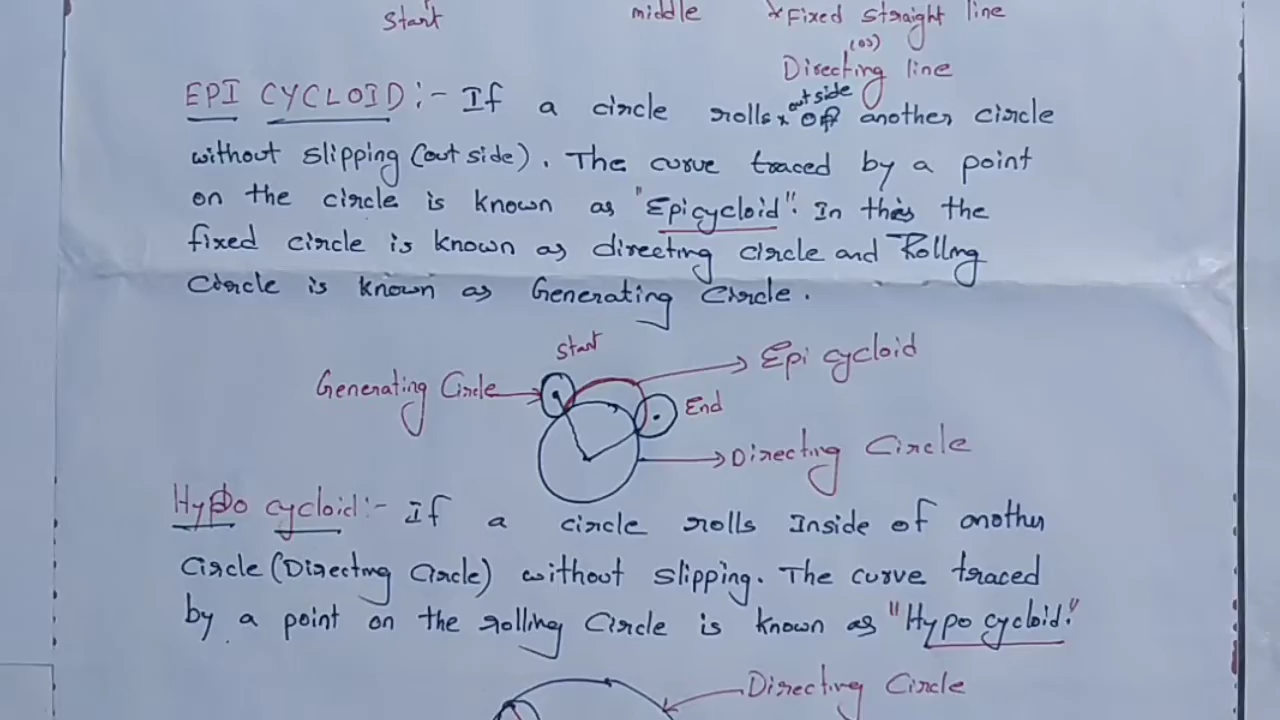 Start middle * Fixed straight line
(or)
Directing line
EPI CYCLOID:- If a circle rolls x outside of another circle
without slipping (out side). The curve traced by a point
on the circle is known as "Epicycloid". In this the
fixed circle is known as directing circle and Rolling
Circle is known as Generating Circle.
Start
Epi cycloid
Generating Circle
End
Directing Circle
Hypo cycloid:- If a circle rolls Inside of another
Circle (Directing Circle) without slipping. The curve traced
by a point on the rolling Circle is known as "Hypo cycloid."
Directing Circle